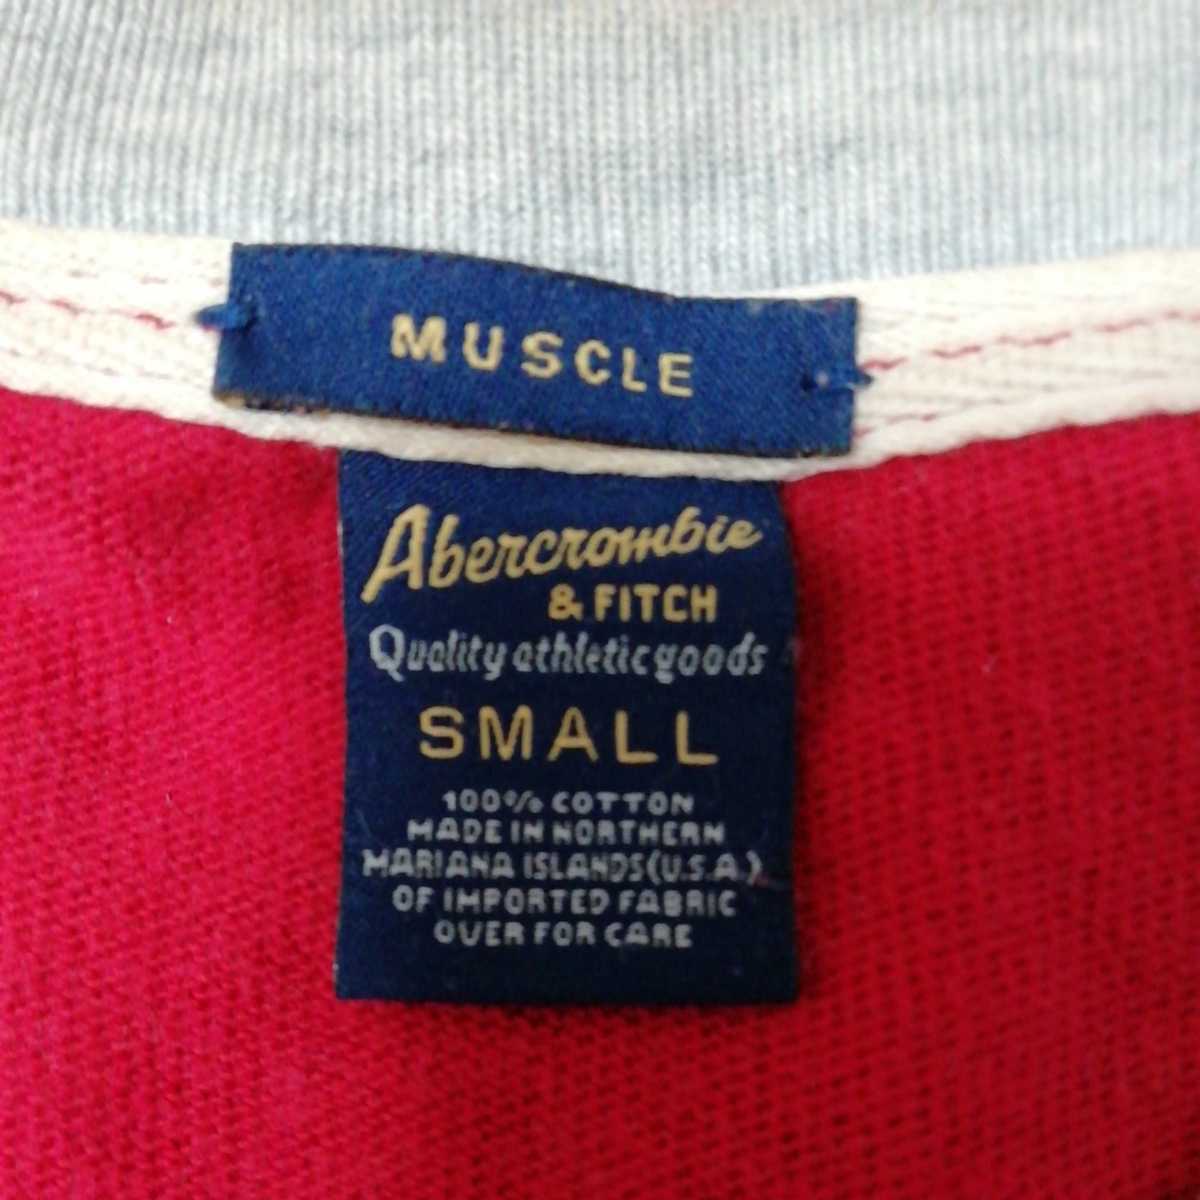 MUSCLE
Abercrombie
& FITCH
Quality athletic goods
SMALL
100% COTTON
MADE IN NORTHERN
MARIANA ISLANDS (U.S.A.)
OF IMPORTED FABRIC
OVER FOR CARE